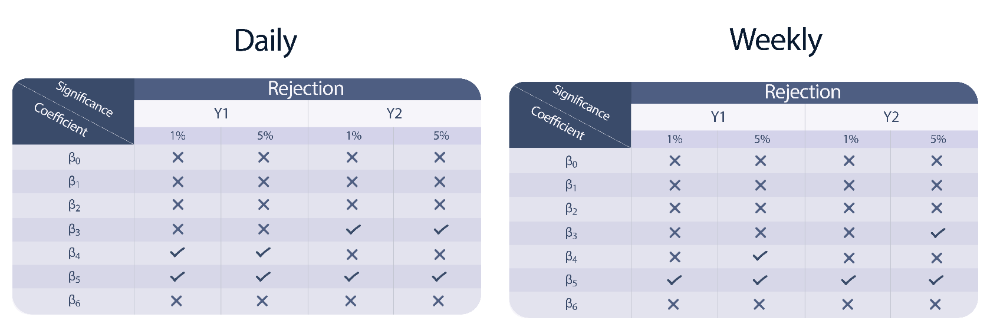 Daily
Significance
Coefficient
Rejection
Y1 Y2
1% 5% 1% 5%
β0 ✕ ✕ ✕ ✕
β1 ✕ ✕ ✕ ✕
β2 ✕ ✕ ✕ ✕
β3 ✕ ✕ ✓ ✓
β4 ✓ ✓ ✕ ✕
β5 ✓ ✓ ✓ ✓
β6 ✕ ✕ ✕ ✕
Weekly
Significance
Coefficient
Rejection
Y1 Y2
1% 5% 1% 5%
β0 ✕ ✕ ✕ ✕
β1 ✕ ✕ ✕ ✕
β2 ✕ ✕ ✕ ✕
β3 ✕ ✕ ✕ ✓
β4 ✕ ✓ ✕ ✕
β5 ✓ ✓ ✓ ✓
β6 ✕ ✕ ✕ ✕